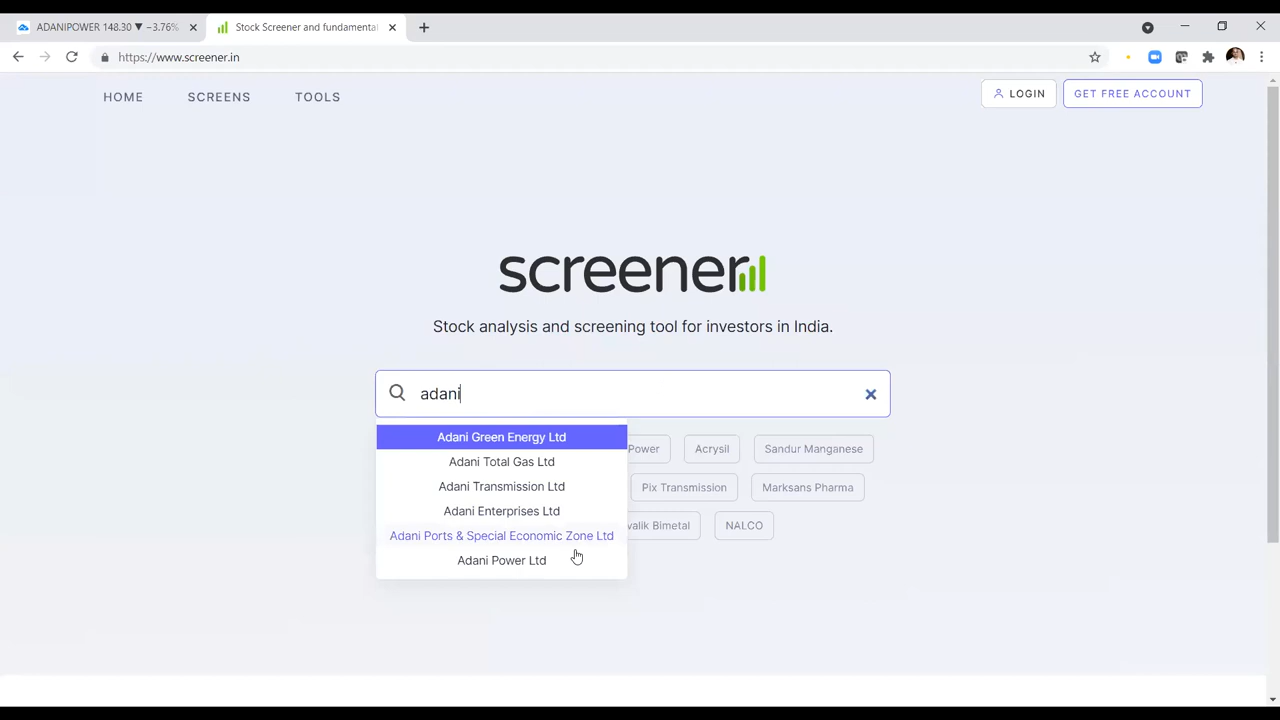 ADANIPOWER 148.30 ▼ −3.76%
Stock Screener and fundamental
https://www.screener.in
HOME SCREENS TOOLS LOGIN GET FREE ACCOUNT
screener
Stock analysis and screening tool for investors in India.
adani
Adani Green Energy Ltd
Power Acrysil Sandur Manganese
Adani Total Gas Ltd
Adani Transmission Ltd
Pix Transmission Marksans Pharma
Adani Enterprises Ltd
valik Bimetal NALCO
Adani Ports & Special Economic Zone Ltd
Adani Power Ltd